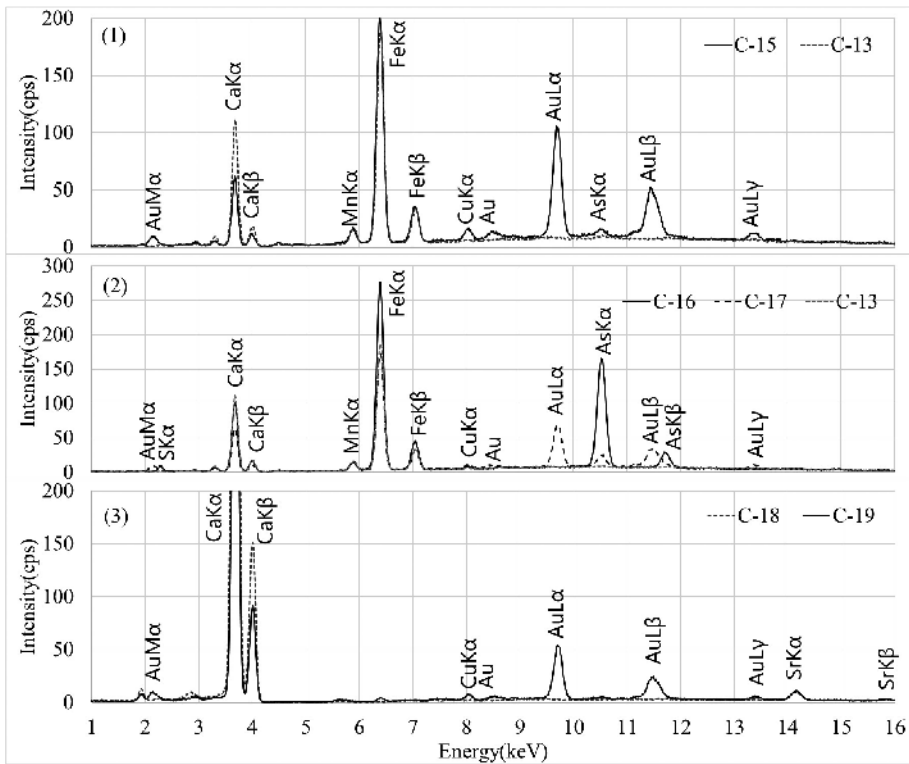 (1)
C-15 C-13
200
150
100
50
0
Intensity(cps)
AuMα CaKα CaKβ MnKα FeKα FeKβ CuKα Au AuLα AsKα AuLβ AuLγ
(2)
C-16 C-17 C-13
300
250
200
150
100
50
0
Intensity(cps)
AuMα SKα CaKα CaKβ MnKα FeKα FeKβ CuKα Au AuLα AsKα AuLβ AsKβ AuLγ
(3)
C-18 C-19
200
150
100
50
0
Intensity(cps)
AuMα CaKα CaKβ CuKα Au AuLα AuLβ AuLγ SrKα SrKβ
1 2 3 4 5 6 7 8 9 10 11 12 13 14 15 16
Energy(keV)